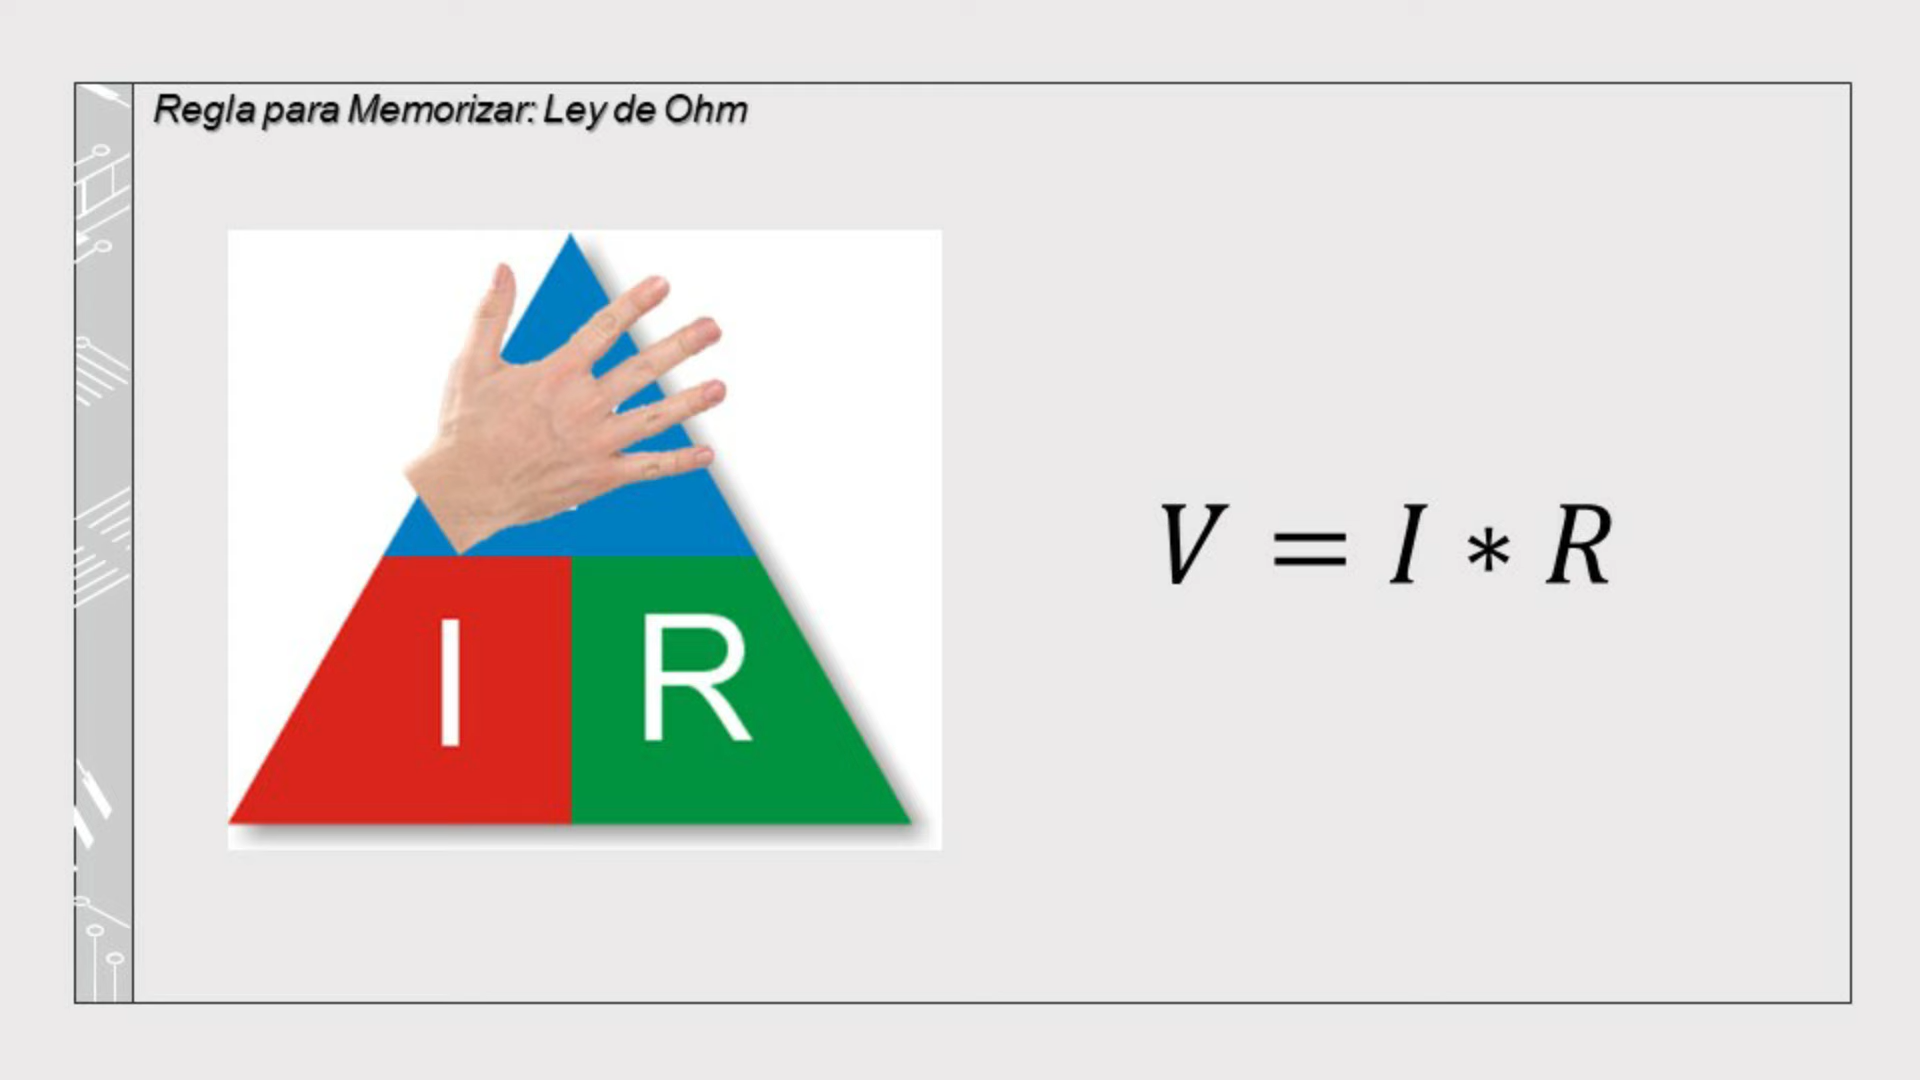 Regla para Memorizar: Ley de Ohm
I R
V = I * R